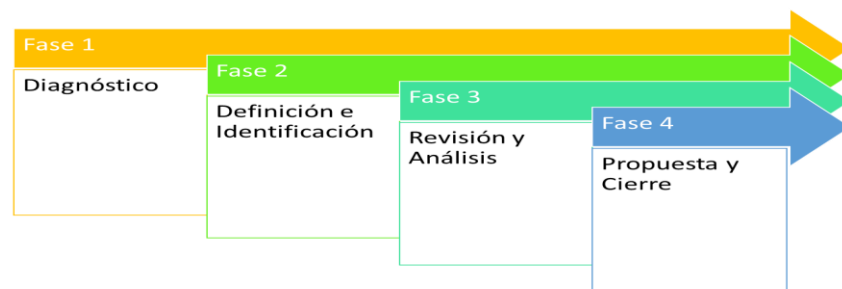 Fase 1
Diagnóstico
Fase 2
Definición e
Identificación
Fase 3
Revisión y
Análisis
Fase 4
Propuesta y
Cierre